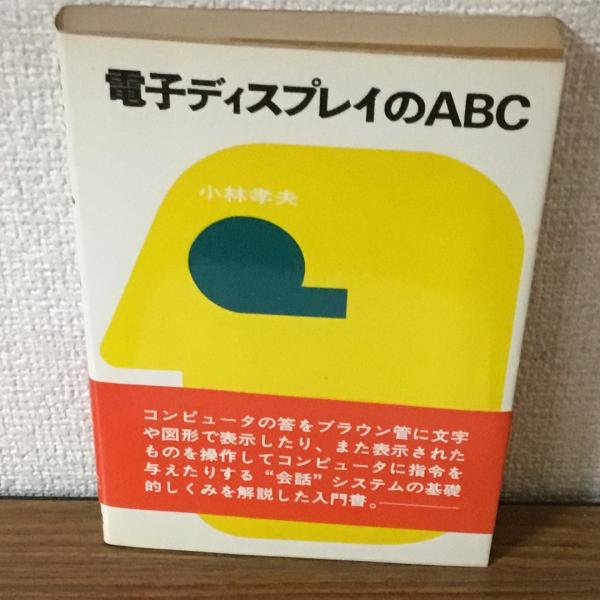 電子ディスプレイのABC
小林孝夫
コンピュータの答をブラウン管に文字
や図形で表示したり、また表示された
ものを操作してコンピュータに指令を
与えたりする“会話”システムの基礎
的しくみを解説した入門書。———